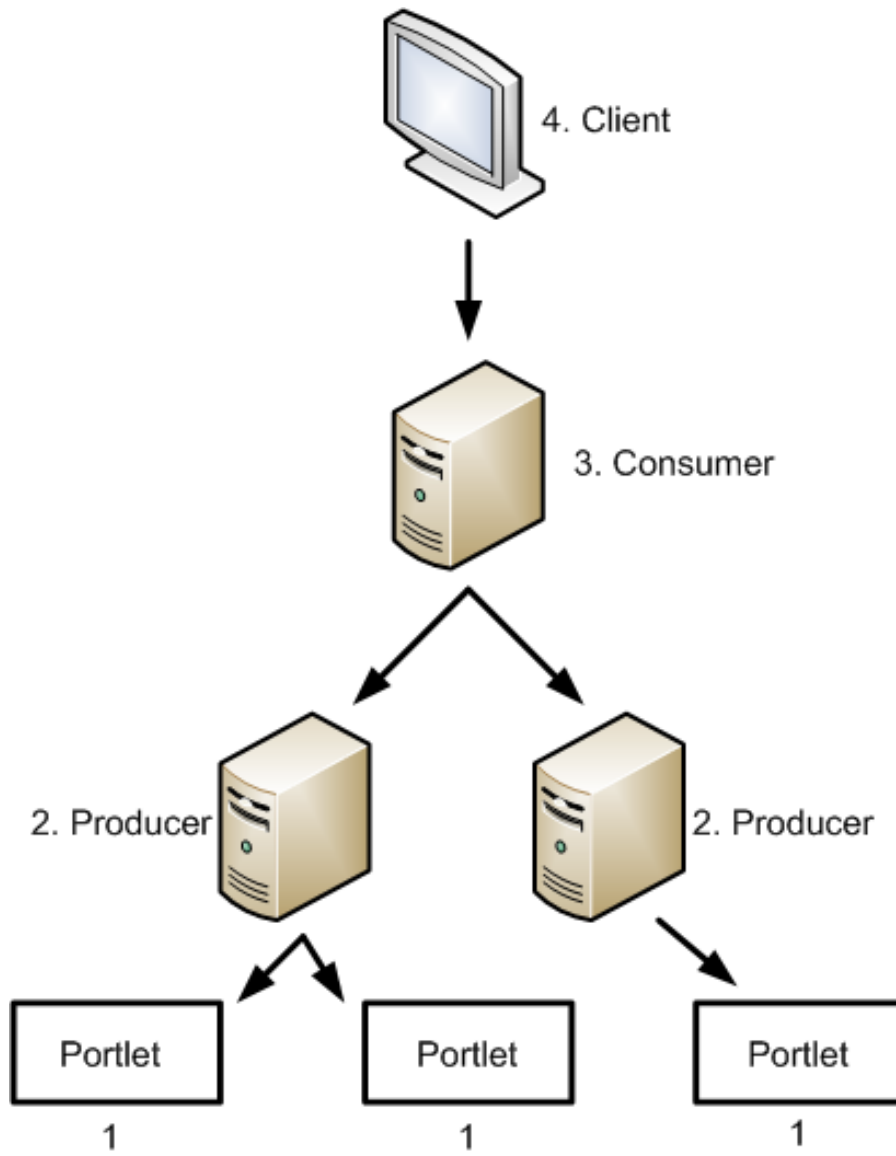 4. Client
3. Consumer
2. Producer
2. Producer
Portlet
Portlet
Portlet
1
1
1